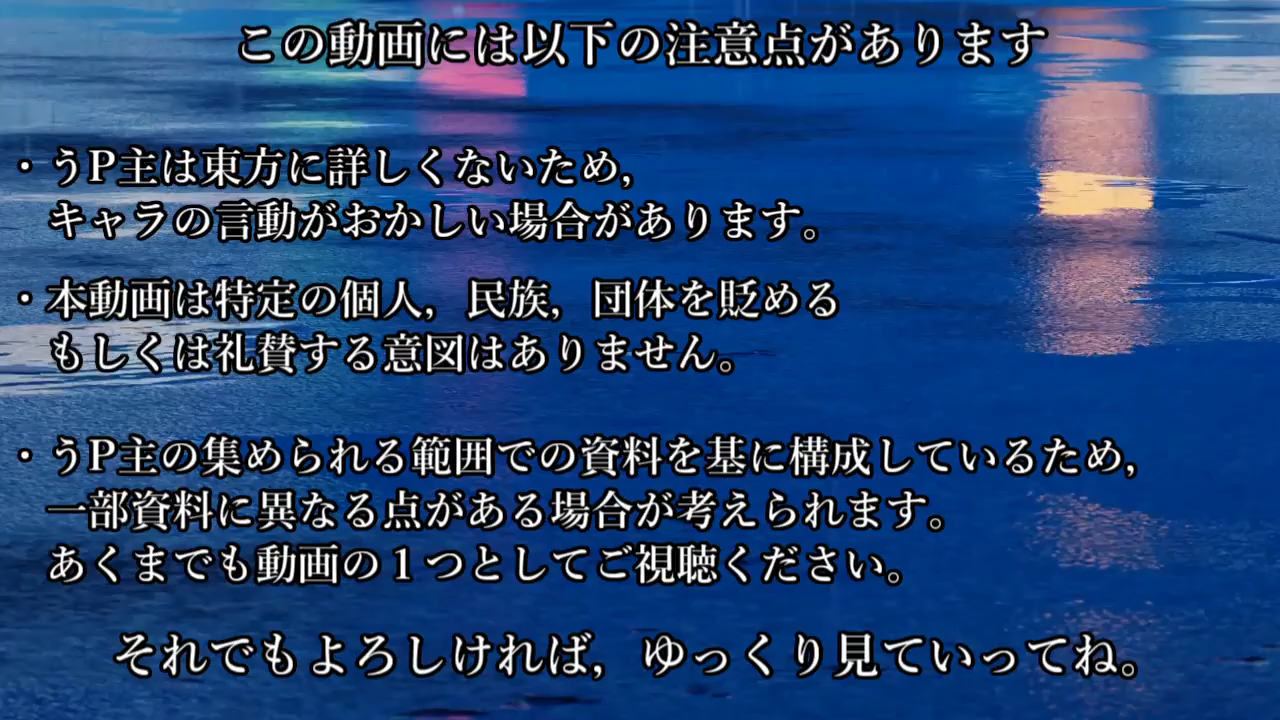 この動画には以下の注意点があります
・うP主は東方に詳しくないため，
キャラの言動がおかしい場合があります。
・本動画は特定の個人，民族，団体を貶める
もしくは礼賛する意図はありません。
・うP主の集められる範囲での資料を基に構成しているため，
一部資料に異なる点がある場合が考えられます。
あくまでも動画の１つとしてご視聴ください。
それでもよろしければ，ゆっくり見ていってね。